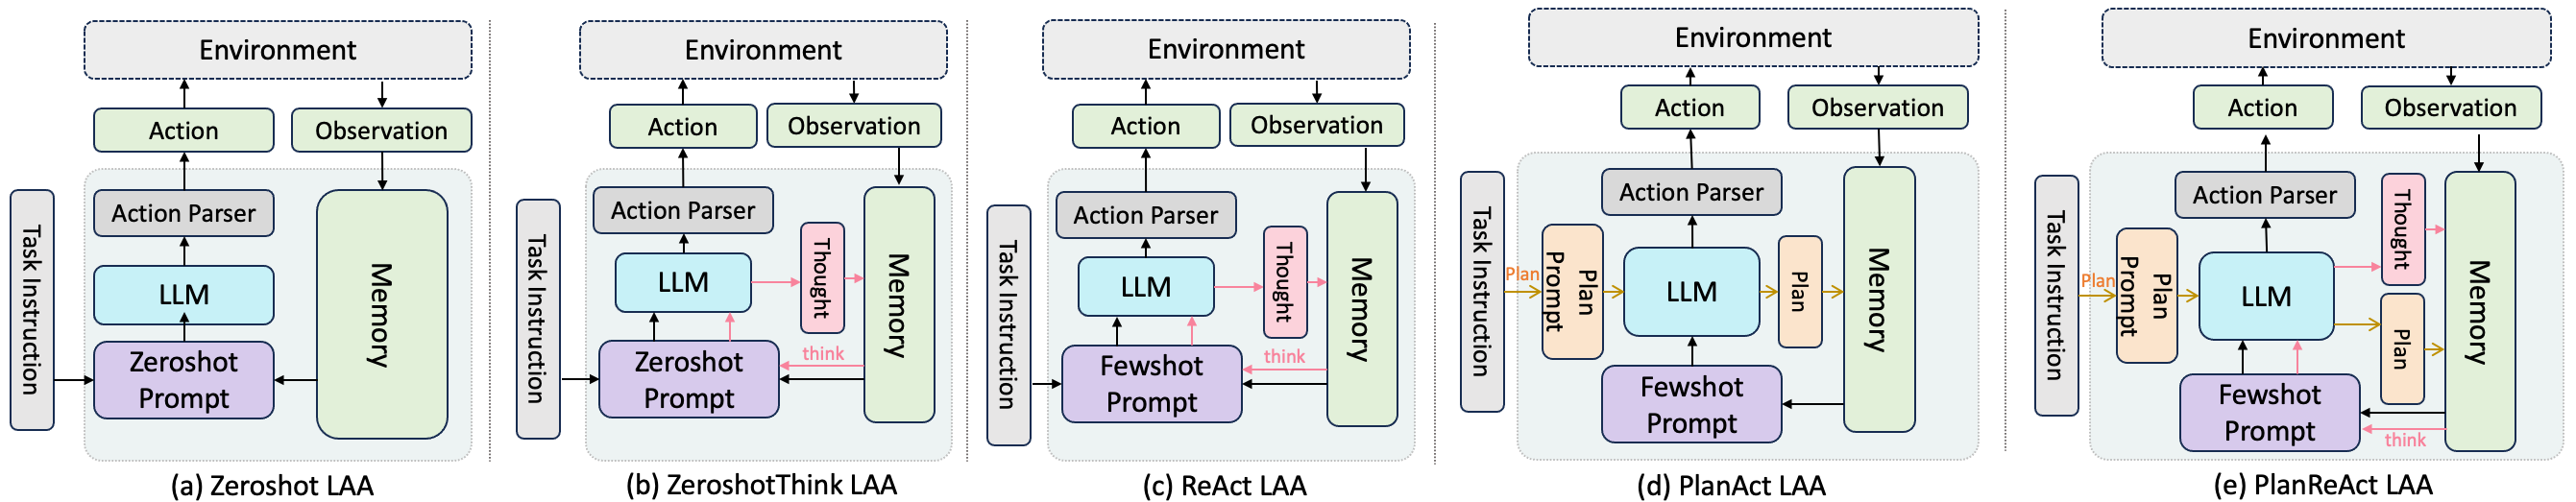 Environment
Action
Observation
Task Instruction
Action Parser
LLM
Zeroshot
Prompt
Memory
(a) Zeroshot LAA
Environment
Action
Observation
Task Instruction
Action Parser
LLM
Thought
think
Zeroshot
Prompt
Memory
(b) ZeroshotThink LAA
Environment
Action
Observation
Task Instruction
Action Parser
LLM
Thought
think
Fewshot
Prompt
Memory
(c) ReAct LAA
Environment
Action
Observation
Task Instruction
Action Parser
Plan
Plan
Prompt
LLM
Plan
Fewshot
Prompt
Memory
(d) PlanAct LAA
Environment
Action
Observation
Task Instruction
Action Parser
Thought
Plan
Plan
Prompt
LLM
Plan
Fewshot
Prompt
think
Memory
(e) PlanReAct LAA